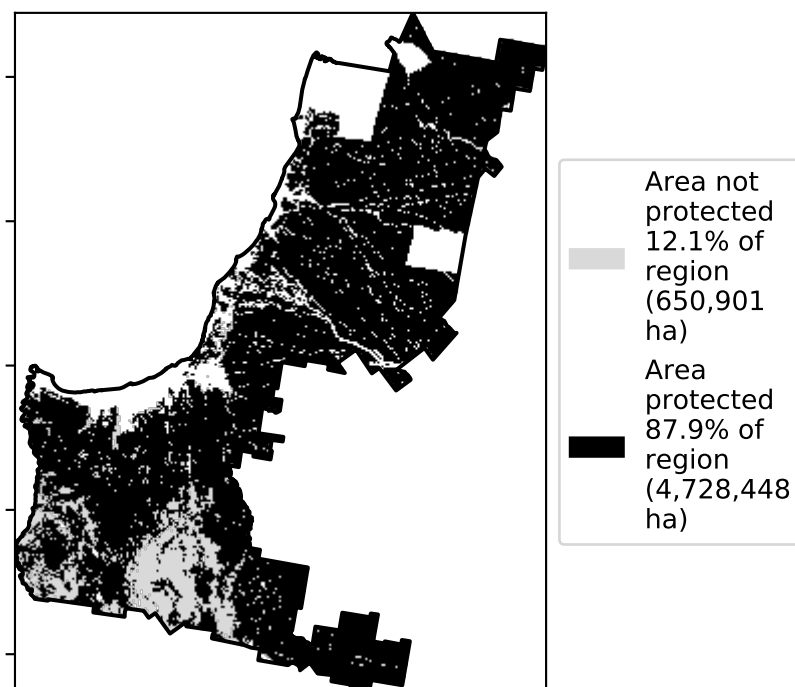 Area not
protected
12.1% of
region
(650,901
ha)
Area
protected
87.9% of
region
(4,728,448
ha)